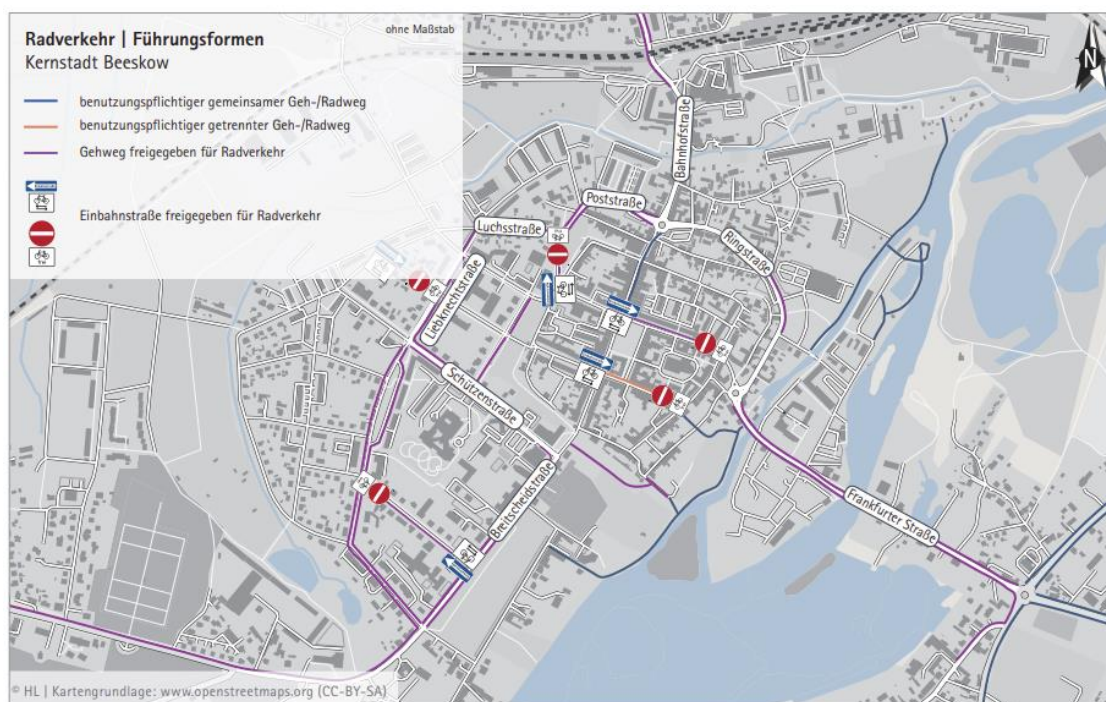 Radverkehr | Führungsformen
ohne Maßstab
Kernstadt Beeskow
N
benutzungspflichtiger gemeinsamer Geh-/Radweg
benutzungspflichtiger getrennter Geh-/Radweg
Gehweg freigegeben für Radverkehr
Einbahnstraße freigegeben für Radverkehr
Bahnhofstraße
Poststraße
Luchsstraße
Ringstraße
Liebknechtstraße
Schützenstraße
Breitscheidstraße
Frankfurter Straße
© HL | Kartengrundlage: www.openstreetmaps.org (CC-BY-SA)